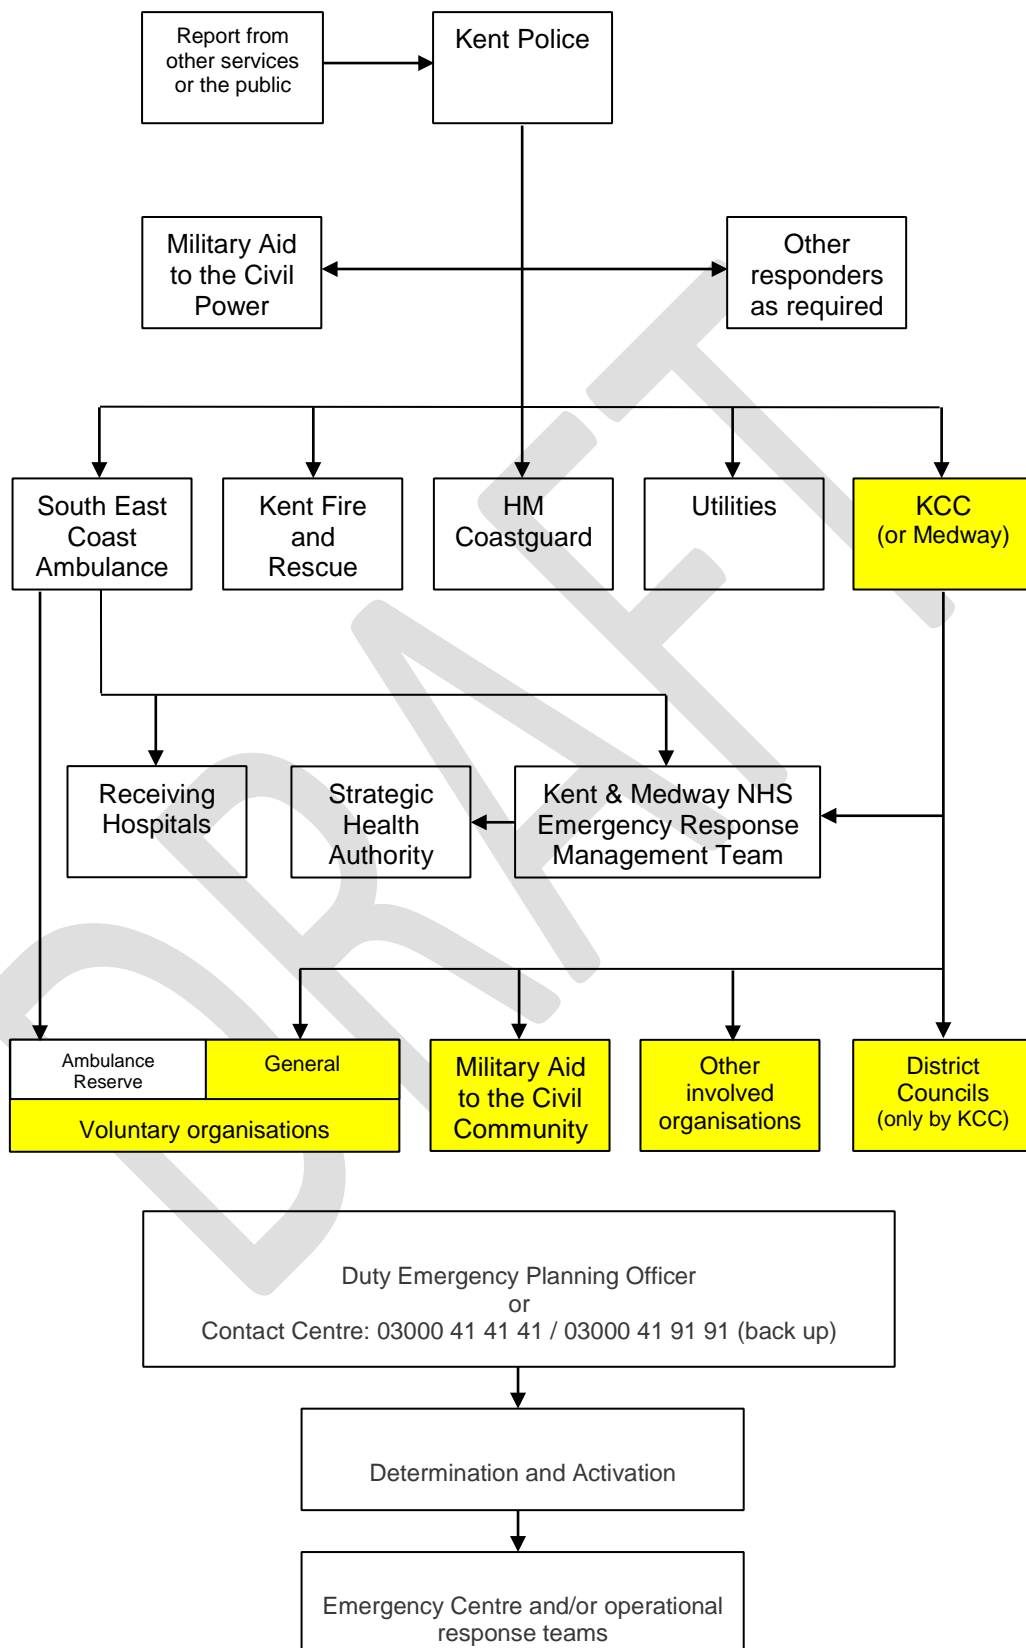 Report from
other services
or the public
Kent Police
Military Aid
to the Civil
Power
Other
responders
as required
South East
Coast
Ambulance
Kent Fire
and
Rescue
HM
Coastguard
Utilities
KCC
(or Medway)
Receiving
Hospitals
Strategic
Health
Authority
Kent & Medway NHS
Emergency Response
Management Team
Ambulance
Reserve
General
Voluntary organisations
Military Aid
to the Civil
Community
Other
involved
organisations
District
Councils
(only by KCC)
Duty Emergency Planning Officer
or
Contact Centre: 03000 41 41 41 / 03000 41 91 91 (back up)
Determination and Activation
Emergency Centre and/or operational
response teams
DRAFT